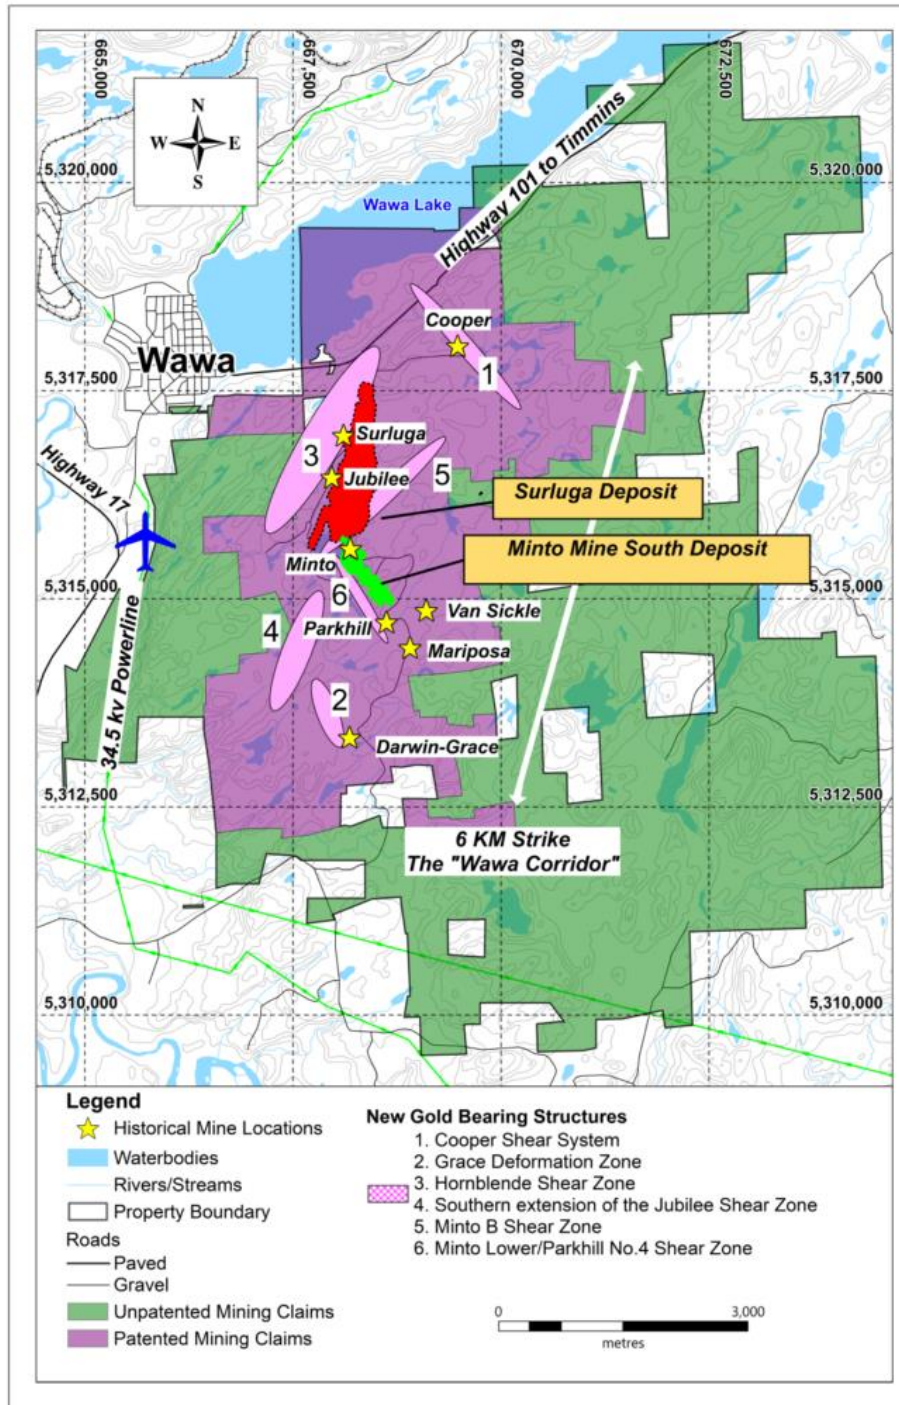 665,000
667,500
670,000
672,500
N
W E
S
5,320,000
5,320,000
Highway 101 to Timmins
Wawa Lake
Cooper
Wawa
1
5,317,500
5,317,500
Surluga
3
Jubilee
5
Highway 17
Surluga Deposit
Minto Mine South Deposit
Minto
5,315,000
5,315,000
6
Van Sickle
4
Parkhill
Mariposa
34.5 kv Powerline
2
Darwin-Grace
5,312,500
5,312,500
6 KM Strike
The "Wawa Corridor"
5,310,000
5,310,000
Legend
Historical Mine Locations
Waterbodies
Rivers/Streams
Property Boundary
Roads
Paved
Gravel
Unpatented Mining Claims
Patented Mining Claims
New Gold Bearing Structures
1. Cooper Shear System
2. Grace Deformation Zone
3. Hornblende Shear Zone
4. Southern extension of the Jubilee Shear Zone
5. Minto B Shear Zone
6. Minto Lower/Parkhill No.4 Shear Zone
0 3,000
metres